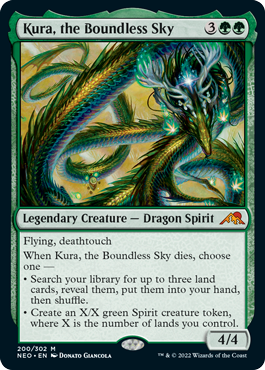 Kura, the Boundless Sky 3
Legendary Creature — Dragon Spirit
Flying, deathtouch
When Kura, the Boundless Sky dies, choose
one —
• Search your library for up to three land
cards, reveal them, put them into your hand,
then shuffle.
• Create an X/X green Spirit creature token,
where X is the number of lands you control.
4/4
200/302 M
NEO • EN Donato Giancola
™ & © 2022 Wizards of the Coast